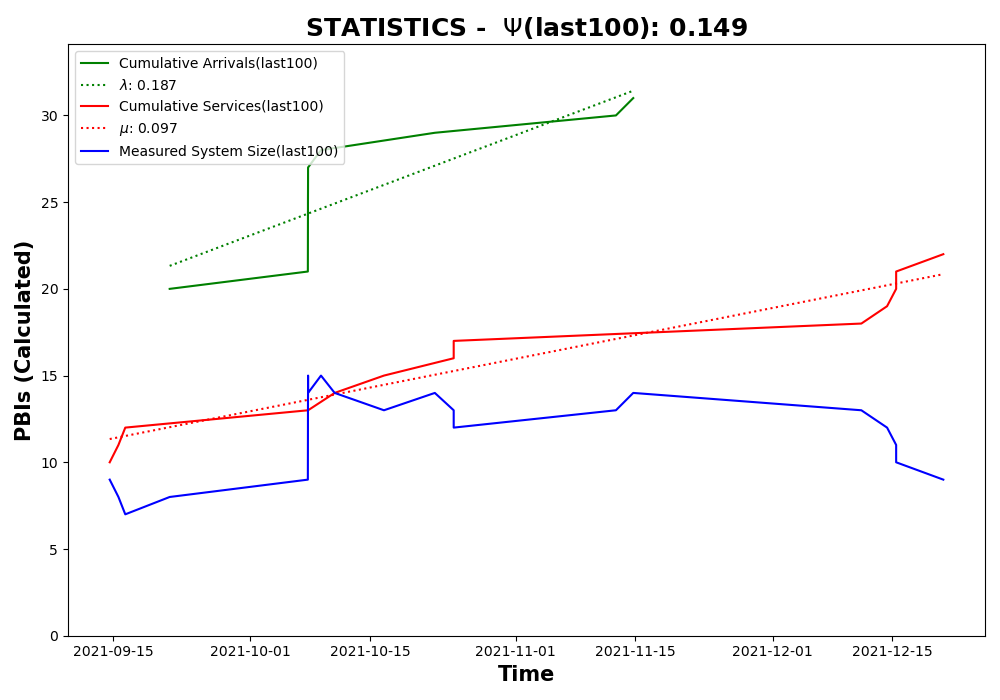 STATISTICS - Ψ(last100): 0.149
Cumulative Arrivals(last100)
λ: 0.187
Cumulative Services(last100)
μ: 0.097
Measured System Size(last100)
PBIs (Calculated)
30
25
20
15
10
5
0
2021-09-15 2021-10-01 2021-10-15 2021-11-01 2021-11-15 2021-12-01 2021-12-15
Time